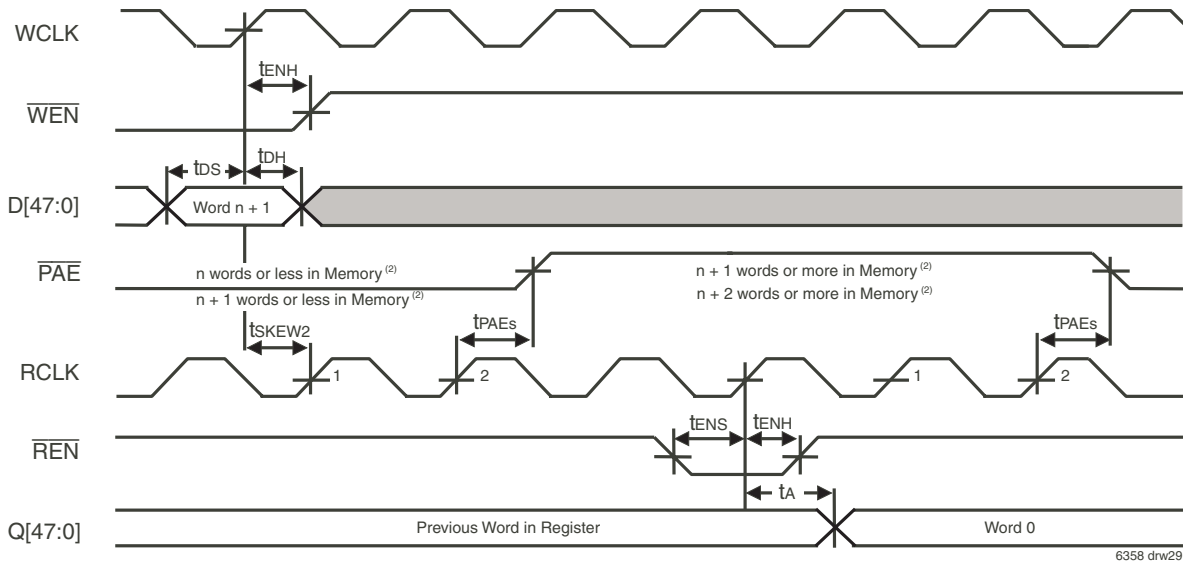 WCLK
tENH
WEN
tDS
tDH
D[47:0]
Word n + 1
PAE
n words or less in Memory (2)
n + 1 words or more in Memory (2)
n + 1 words or less in Memory (2)
n + 2 words or more in Memory (2)
tSKEW2
tPAEs
tPAEs
RCLK
1
2
1
2
tENS
tENH
REN
tA
Q[47:0]
Previous Word in Register
Word 0
6358 drw29